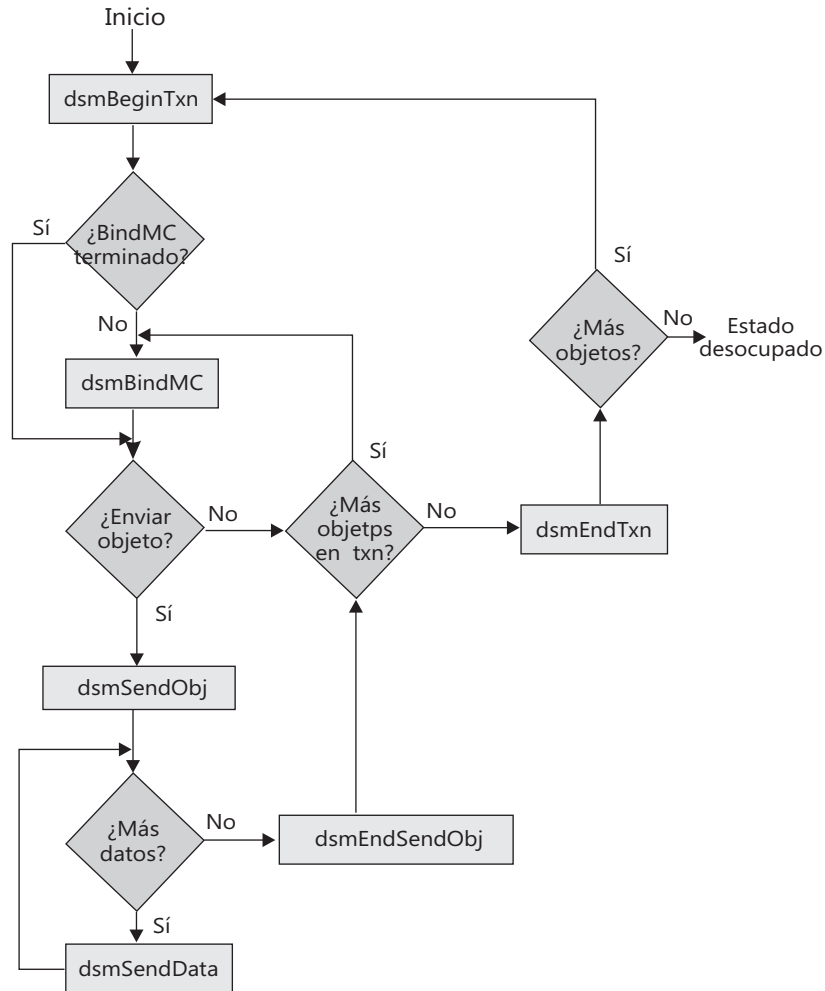 Inicio
dsmBeginTxn
Sí
¿BindMC
terminado?
Sí
¿Más
objetos?
No
Estado
desocupado
No
dsmBindMC
Sí
¿Enviar
objeto?
No
¿Más
objetps
en txn?
No
dsmEndTxn
Sí
dsmSendObj
¿Más
datos?
No
dsmEndSendObj
Sí
dsmSendData